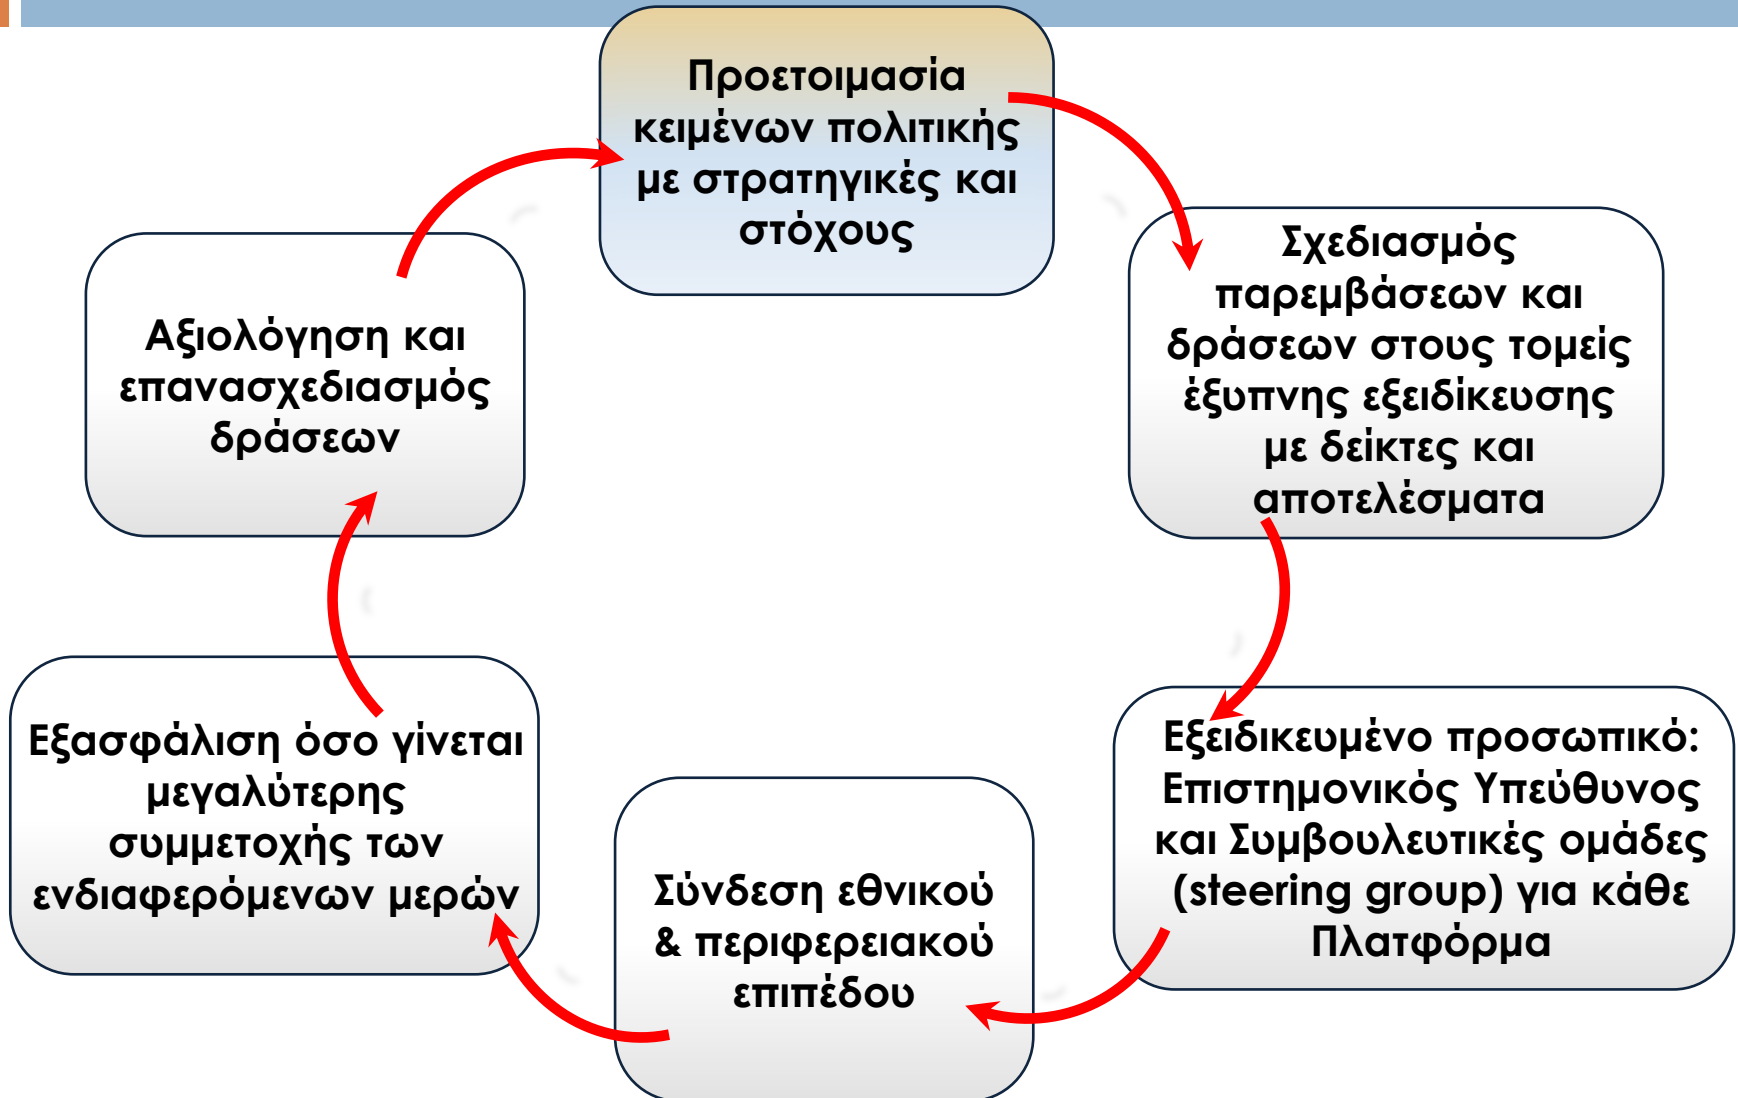 Προετοιμασία
κειμένων πολιτικής
με στρατηγικές και
στόχους
Σχεδιασμός
παρεμβάσεων και
δράσεων στους τομείς
έξυπνης εξειδίκευσης
με δείκτες και
αποτελέσματα
Εξειδικευμένο προσωπικό:
Επιστημονικός Υπεύθυνος
και Συμβουλευτικές ομάδες
(steering group) για κάθε
Πλατφόρμα
Σύνδεση εθνικού
& περιφερειακού
επιπέδου
Εξασφάλιση όσο γίνεται
μεγαλύτερης
συμμετοχής των
ενδιαφερόμενων μερών
Αξιολόγηση και
επανασχεδιασμός
δράσεων